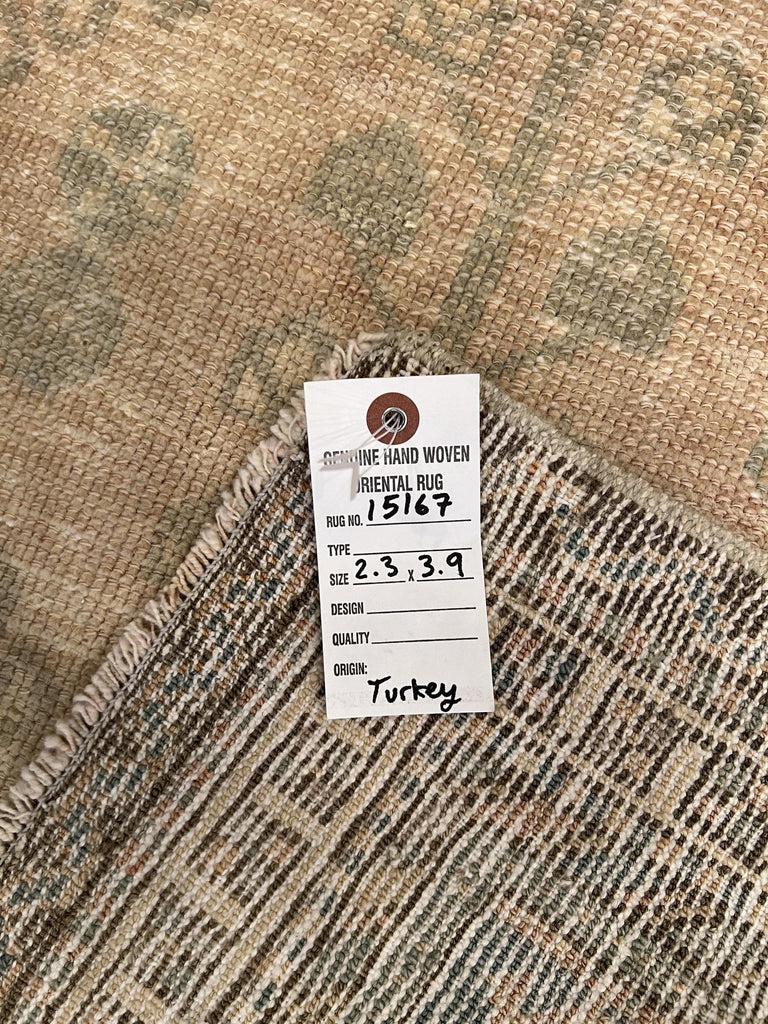 GENUINE HAND WOVEN
ORIENTAL RUG
RUG NO. 15167
TYPE
SIZE 2.3 x 3.9
DESIGN
QUALITY
ORIGIN:
Turkey